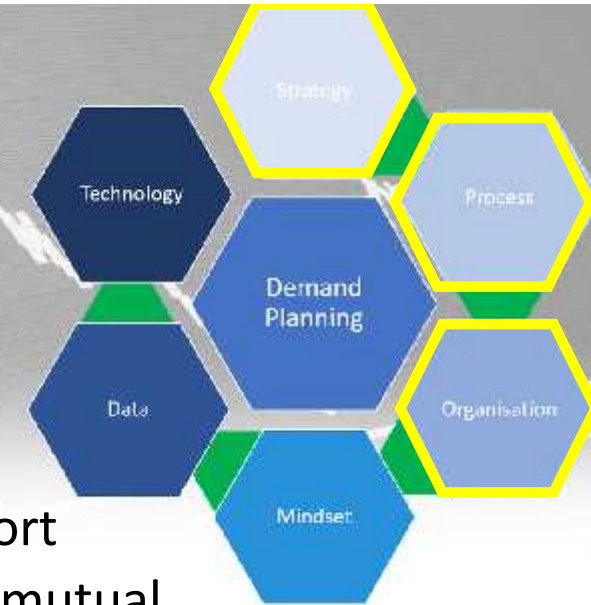 Strategy
Technology
Process
Demand
Planning
Data
Organisation
Mindset
ort
mutual